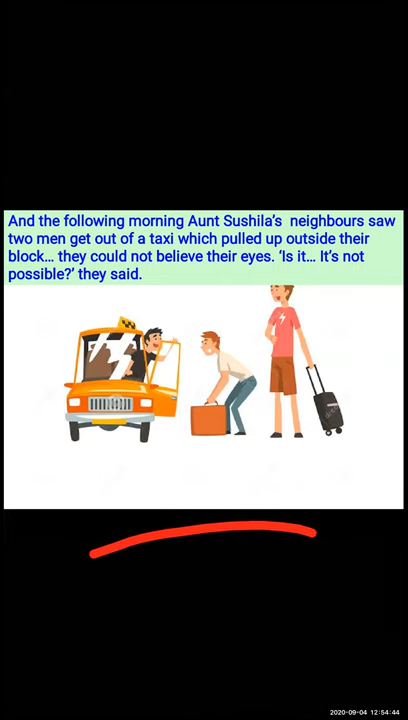 And the following morning Aunt Sushila's  neighbours saw
two men get out of a taxi which pulled up outside their
block... they could not believe their eyes. 'Is it... It's not
possible?' they said.
2020-09-04 12:54:44